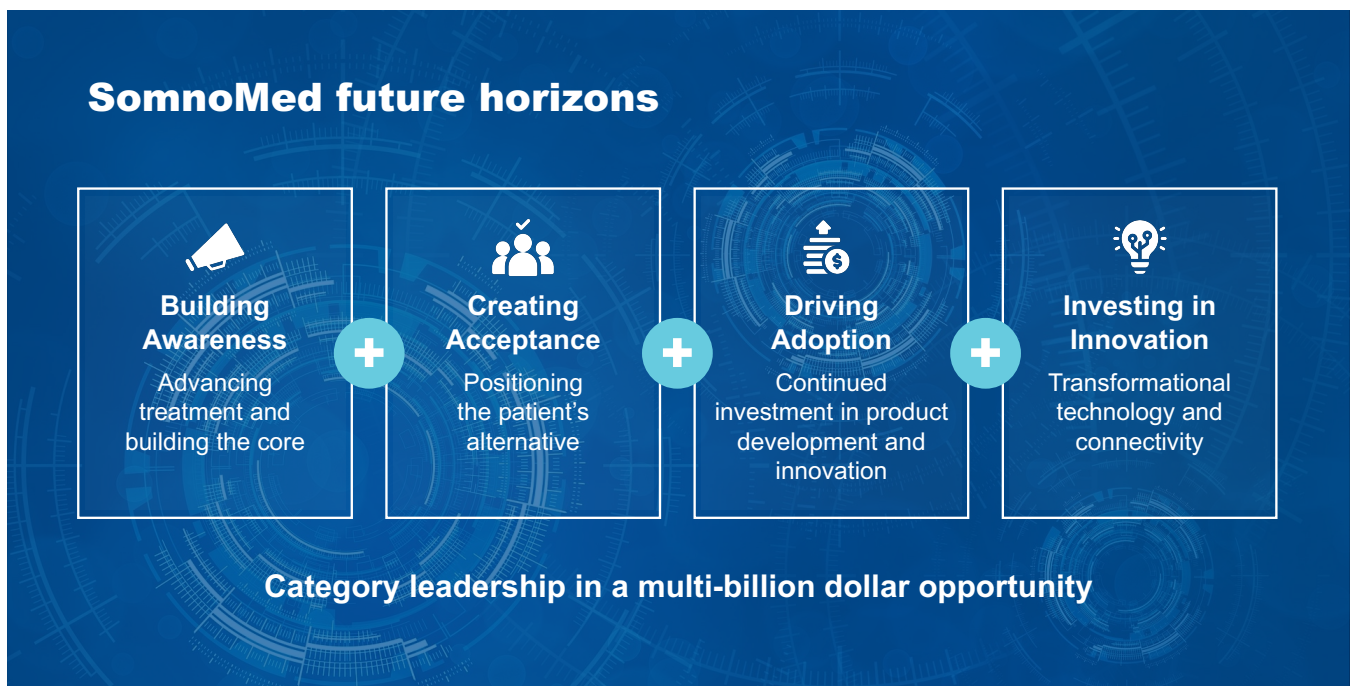 SomnoMed future horizons
Building
Awareness
Advancing
treatment and
building the core
Creating
Acceptance
Positioning
the patient’s
alternative
Driving
Adoption
Continued
investment in product
development and
innovation
Investing in
Innovation
Transformational
technology and
connectivity
Category leadership in a multi-billion dollar opportunity